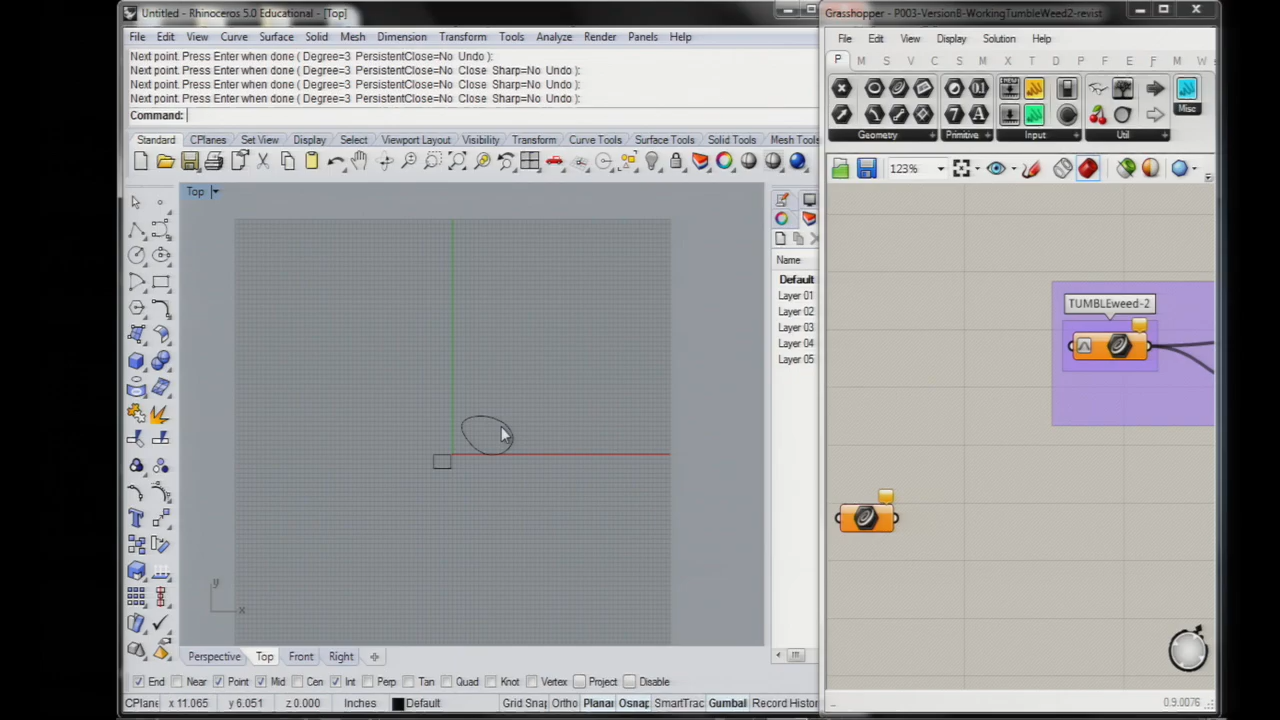 Untitled - Rhinoceros 5.0 Educational - [Top]
File Edit View Curve Surface Solid Mesh Dimension Transform Tools Analyze Render Panels Help
Next point. Press Enter when done ( Degree=3 PersistentClose=No Undo ):
Next point. Press Enter when done ( Degree=3 PersistentClose=No Close Sharp=No Undo ):
Next point. Press Enter when done ( Degree=3 PersistentClose=No Close Sharp=No Undo ):
Next point. Press Enter when done ( Degree=3 PersistentClose=No Close Sharp=No Undo ):
Command:
Standard CPlanes Set View Display Select Viewport Layout Visibility Transform Curve Tools Surface Tools Solid Tools Mesh Tools
Top
Name
Default
Layer 01
Layer 02
Layer 03
Layer 04
Layer 05
y
x
Perspective Top Front Right
End Near Point Mid Cen Int Perp Tan Quad Knot Vertex Project Disable
CPlane x 11.065 y 6.051 z 0.000 Inches Default Grid Snap Planar Osnap SmartTrac Gumbal Record History
Grasshopper - P003-VersionB-WorkingTumbleWeed2-revist
File Edit View Display Solution Help
P M S V C S M I X T D P F E F M W
Geometry Primitive Input Util
Misc
123%
TUMBLEweed-2
0.9.0076